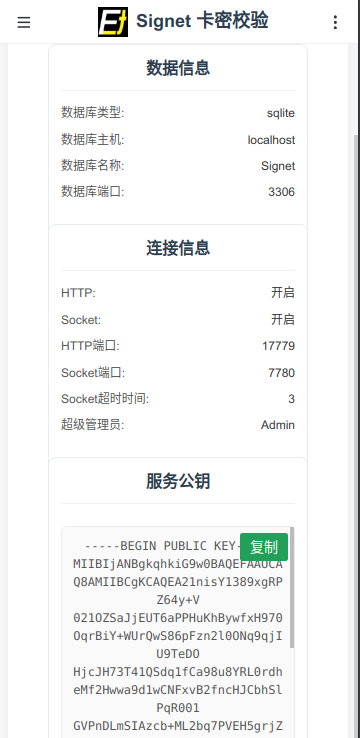 Et Signet 卡密校验
数据信息
数据库类型: sqlite
数据库主机: localhost
数据库名称: Signet
数据库端口: 3306
连接信息
HTTP: 开启
Socket: 开启
HTTP端口: 17779
Socket端口: 7780
Socket超时时间: 3
超级管理员: Admin
服务公钥
复制
-----BEGIN PUBLIC KEY-
MIIBIjANBgkqhkiG9w0BAQEFAAOCA
Q8AMIIBCgKCAQEA21nisY1389xgRP
Z64y+V
021OZSaJjEUT6aPPHuKhBywfxH970
OqrBiY+WUrQwS86pFzn2l0ONq9qjI
U9TeDO
HjcJH73T41QSdq1fCa98u8YRL0rdh
eMf2Hwwa9d1wCNFxvB2fncHJCbhSl
PqR001
GVPnDLmSIAzcb+ML2bq7PVEH5grjZ